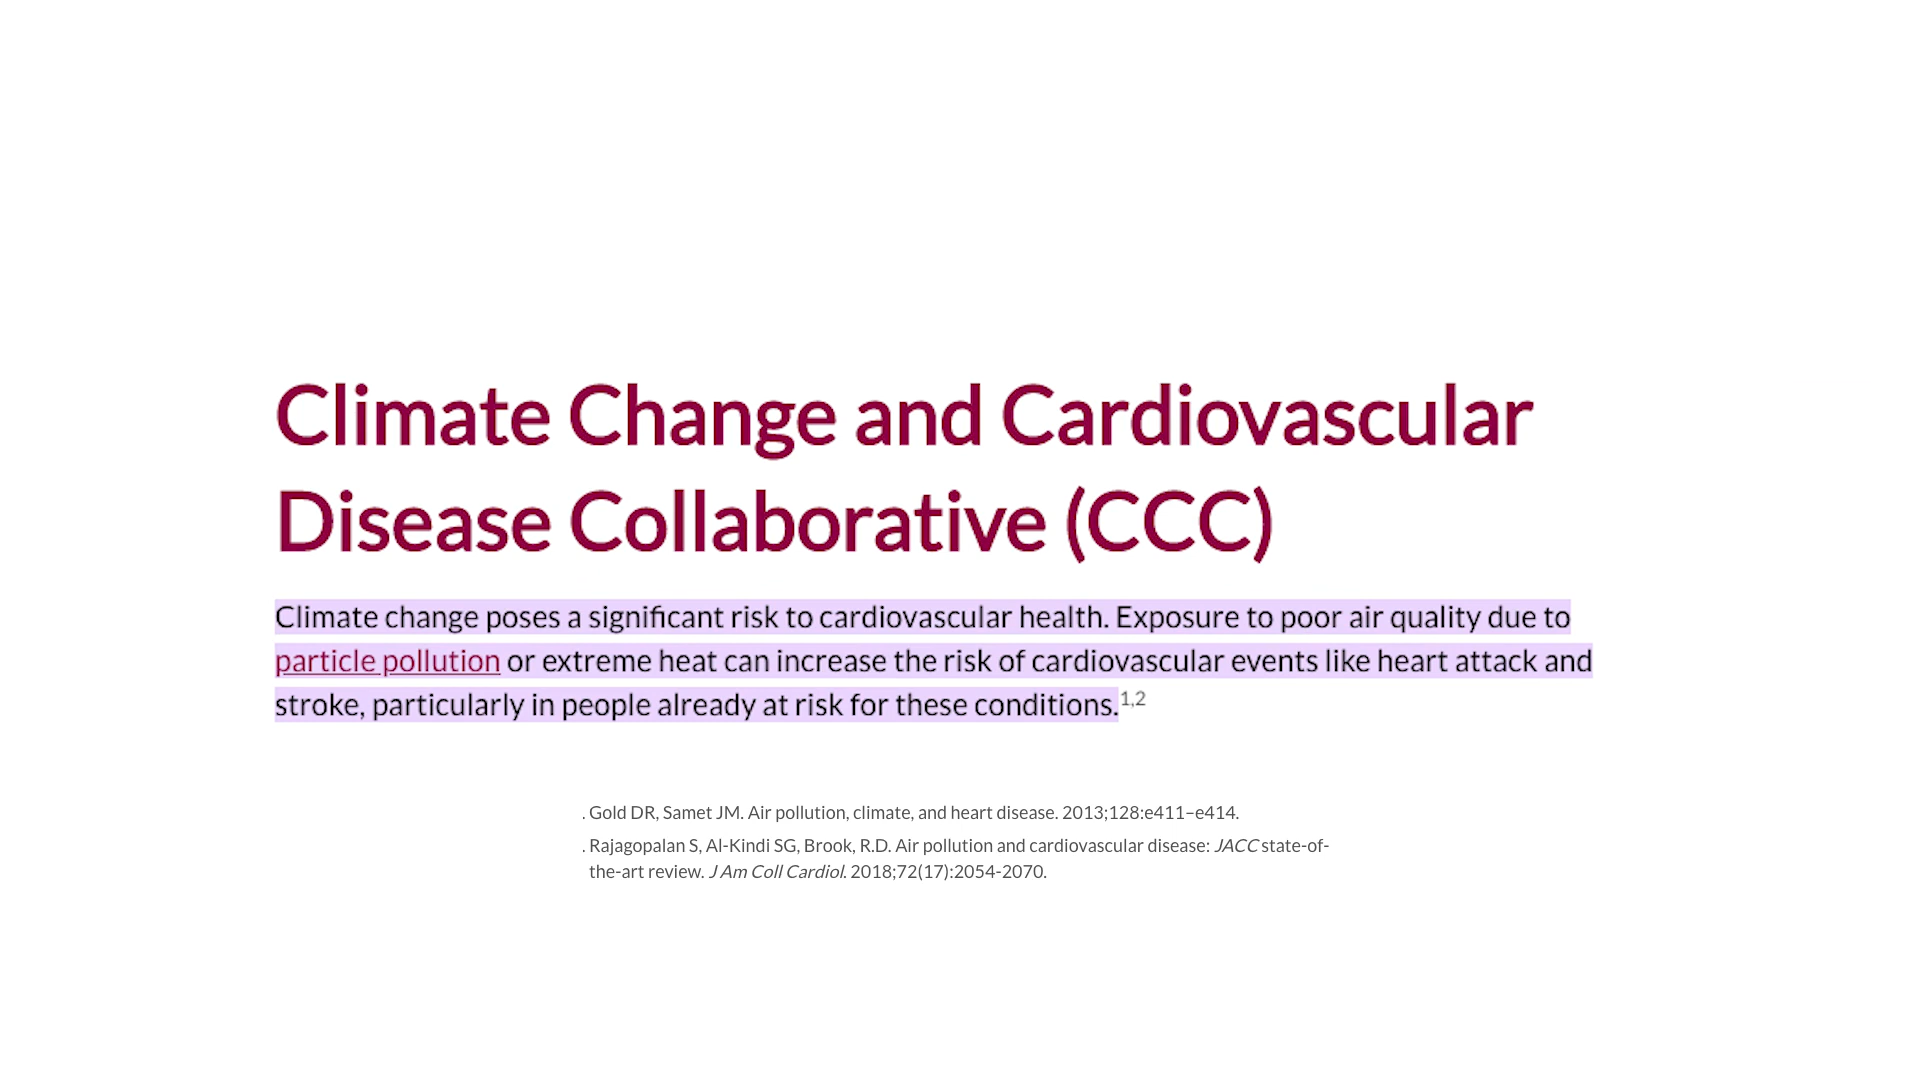 Climate Change and Cardiovascular
Disease Collaborative (CCC)
Climate change poses a significant risk to cardiovascular health. Exposure to poor air quality due to
particle pollution or extreme heat can increase the risk of cardiovascular events like heart attack and
stroke, particularly in people already at risk for these conditions.1,2
. Gold DR, Samet JM. Air pollution, climate, and heart disease. 2013;128:e411–e414.
. Rajagopalan S, Al-Kindi SG, Brook, R.D. Air pollution and cardiovascular disease: JACC state-of-
the-art review. J Am Coll Cardiol. 2018;72(17):2054-2070.